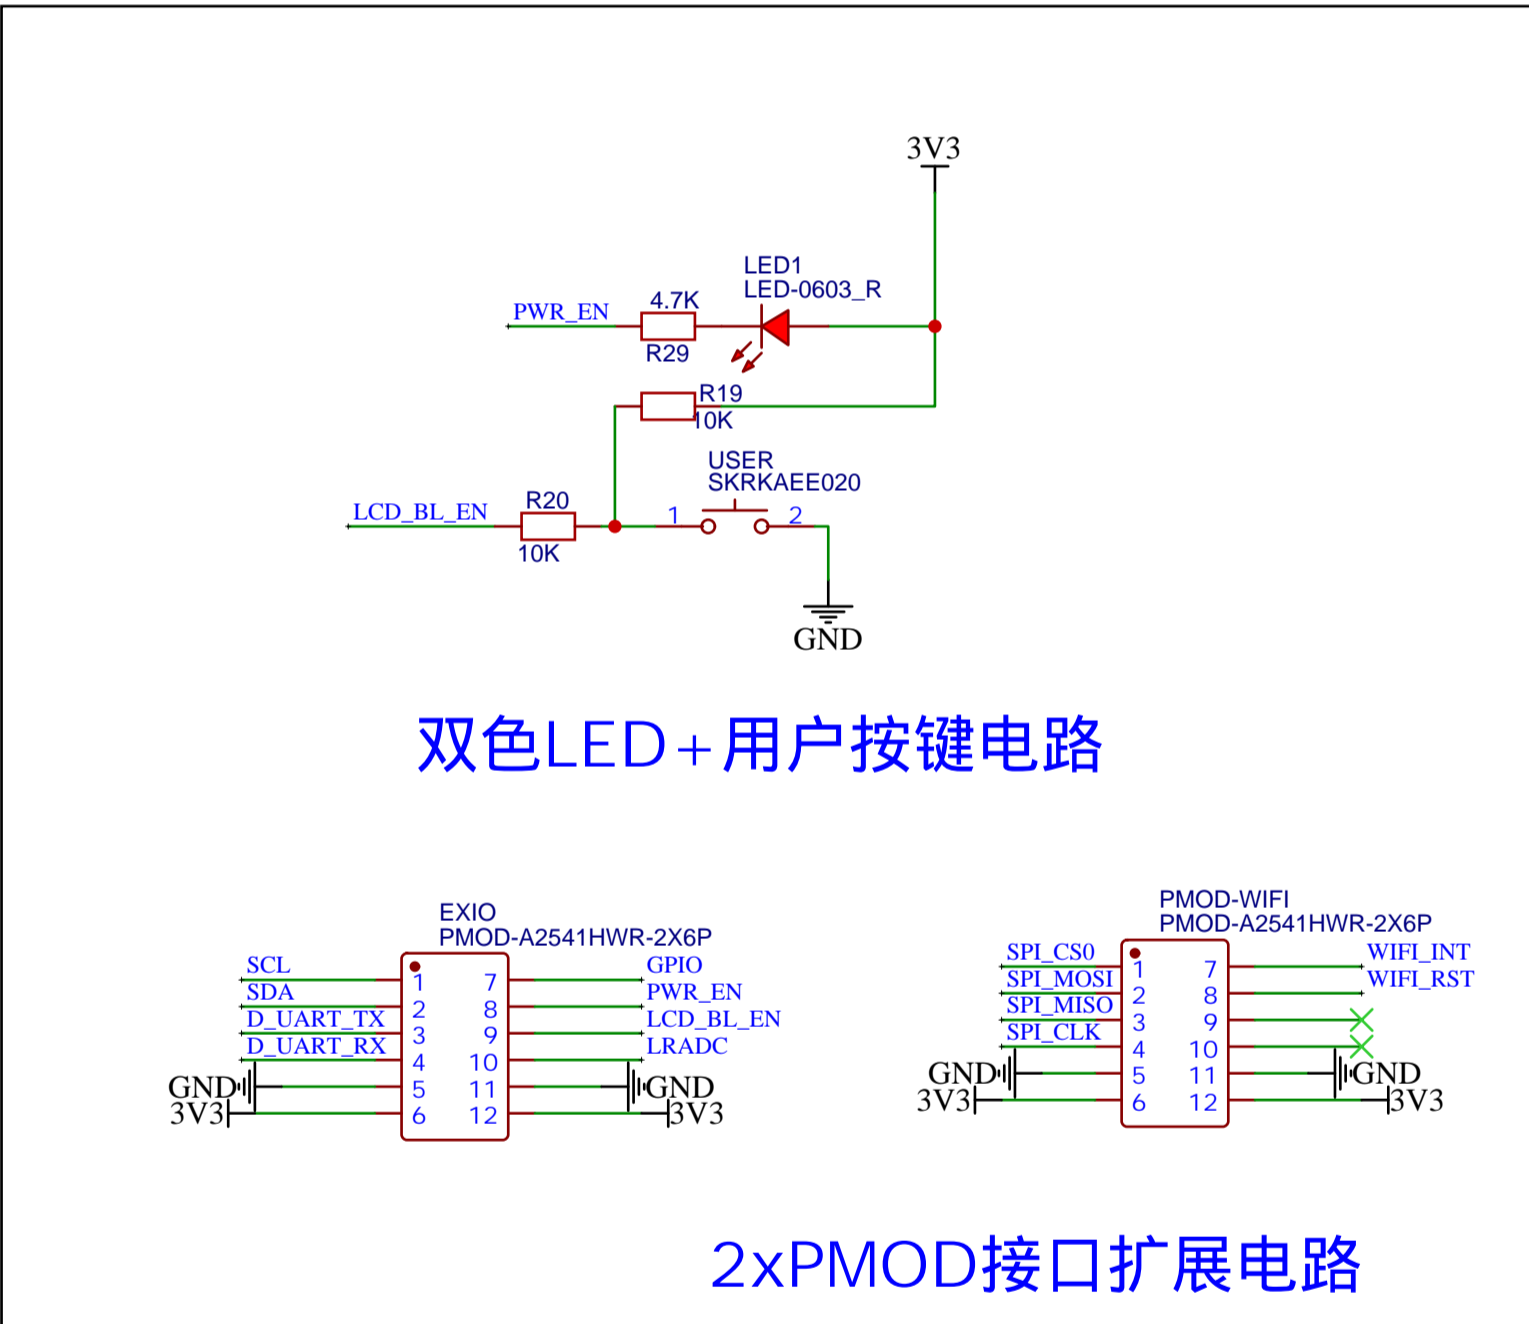 3V3
LED1
LED-0603_R
PWR_EN
4.7K
R29
R19
10K
USER
SKRKAEE020
LCD_BL_EN
R20
10K
1
2
GND
双色LED+用户按键电路
EXIO
PMOD-A2541HWR-2X6P
SCL 1 7 GPIO
SDA 2 8 PWR_EN
D_UART_TX 3 9 LCD_BL_EN
D_UART_RX 4 10 LRADC
GND 5 11 GND
3V3 6 12 3V3
PMOD-WIFI
PMOD-A2541HWR-2X6P
SPI_CS0 1 7 WIFI_INT
SPI_MOSI 2 8 WIFI_RST
SPI_MISO 3 9
SPI_CLK 4 10
GND 5 11 GND
3V3 6 12 3V3
2xPMOD接口扩展电路